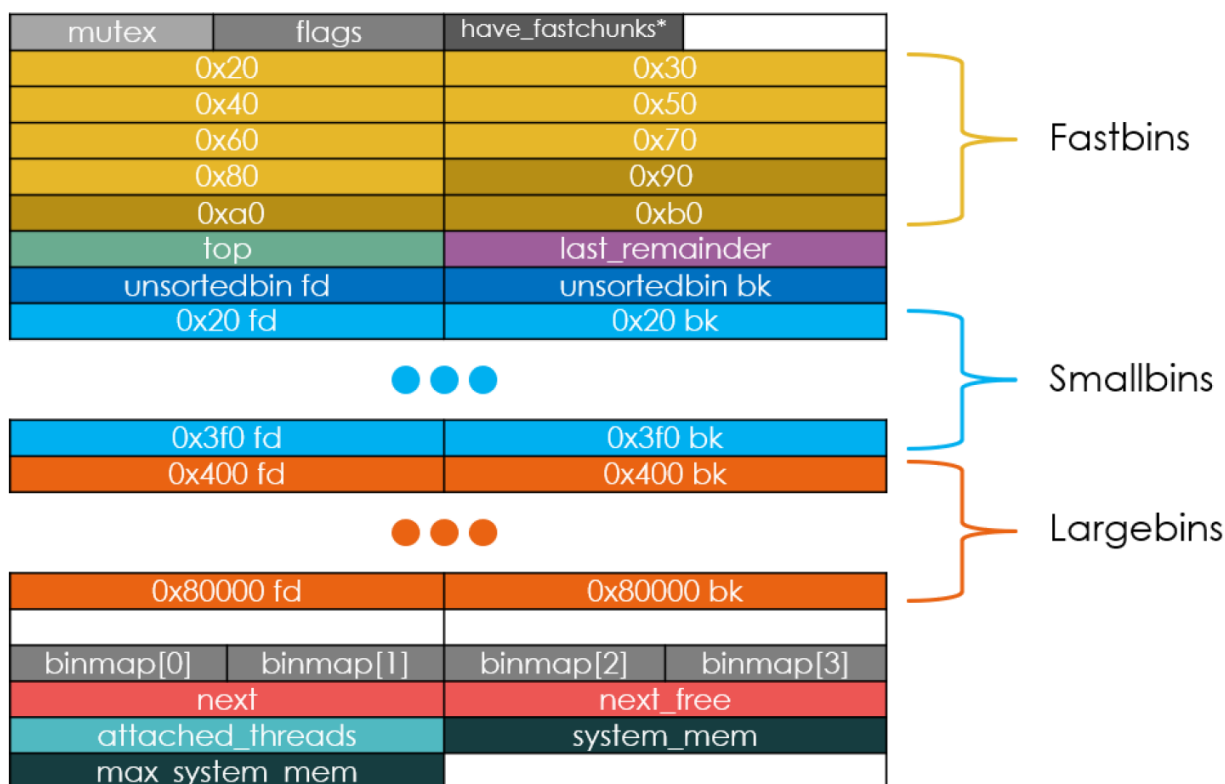 mutex flags have_fastchunks*
0x20 0x30
0x40 0x50
0x60 0x70
Fastbins
0x80 0x90
0xa0 0xb0
top last_remainder
unsortedbin fd unsortedbin bk
0x20 fd 0x20 bk
Smallbins
0x3f0 fd 0x3f0 bk
0x400 fd 0x400 bk
Largebins
0x80000 fd 0x80000 bk
binmap[0] binmap[1] binmap[2] binmap[3]
next next_free
attached_threads system_mem
max_system_mem